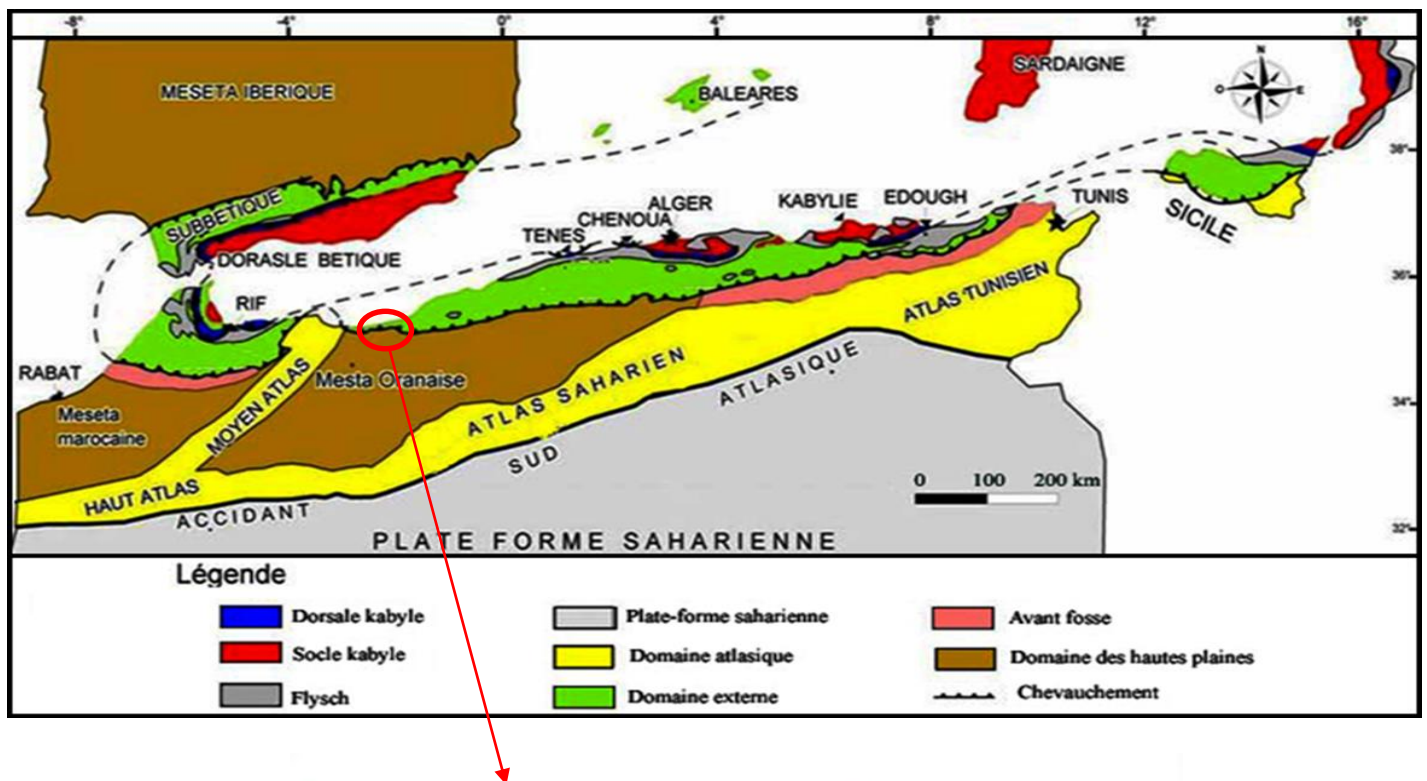 -8° -4° 0° 4° 8° 12° 16°
MESETA IBERIQUE
SARDAIGNE
N
O E
BALEARES
38°
SUBBETIQUE
ALGER
KABYLIE
EDOUGH
TUNIS
CHENOUA
TENES
SICILE
DORASLE BETIQUE
36°
RIF
ATLAS TUNISIEN
RABAT
Mesta Oranaise
ATLAS SAHARIEN
ATLASIQUE
Meseta
marocaine
MOYEN ATLAS
34°
SUD
HAUT ATLAS
0 100 200 km
ACCIDANT
32°
PLATE FORME SAHARIENNE
Légende
Dorsale kabyle
Plate-forme saharienne
Avant fosse
Socle kabyle
Domaine atlasique
Domaine des hautes plaines
Flysch
Domaine externe
Chevauchement